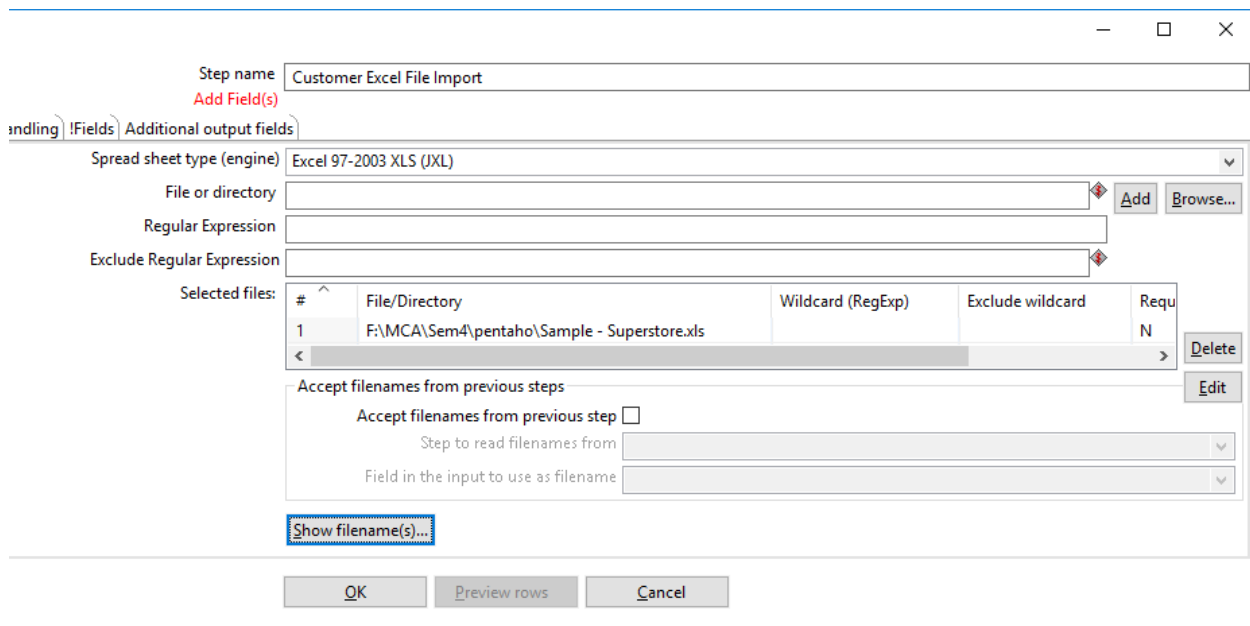 Step name Customer Excel File Import
Add Field(s)
andling !Fields Additional output fields
Spread sheet type (engine) Excel 97-2003 XLS (JXL)
File or directory Add Browse...
Regular Expression
Exclude Regular Expression
Selected files: # File/Directory Wildcard (RegExp) Exclude wildcard Requ
1 F:\MCA\Sem4\pentaho\Sample - Superstore.xls N
Delete
Accept filenames from previous steps Edit
Accept filenames from previous step
Step to read filenames from
Field in the input to use as filename
Show filename(s)...
OK Preview rows Cancel